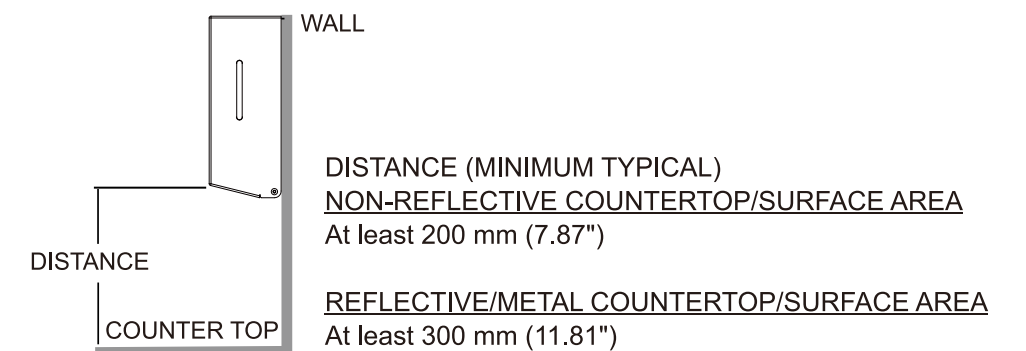 WALL
DISTANCE (MINIMUM TYPICAL)
NON-REFLECTIVE COUNTERTOP/SURFACE AREA
At least 200 mm (7.87")
DISTANCE
REFLECTIVE/METAL COUNTERTOP/SURFACE AREA
COUNTER TOP
At least 300 mm (11.81")